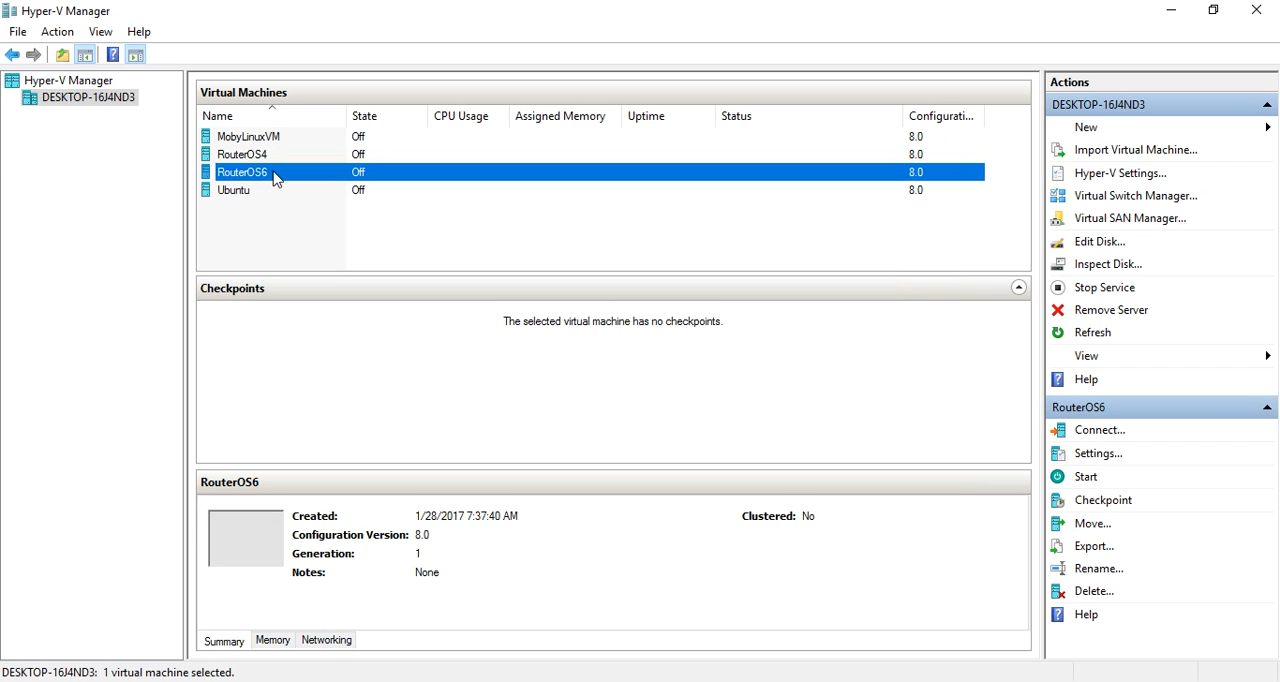 Hyper-V Manager
File Action View Help
Hyper-V Manager
DESKTOP-16J4ND3
Virtual Machines
Name State CPU Usage Assigned Memory Uptime Status Configurati...
MobyLinuxVM Off 8.0
RouterOS4 Off 8.0
RouterOS6 Off 8.0
Ubuntu Off 8.0
Checkpoints
The selected virtual machine has no checkpoints.
RouterOS6
Created: 1/28/2017 7:37:40 AM Clustered: No
Configuration Version: 8.0
Generation: 1
Notes: None
Summary Memory Networking
Actions
DESKTOP-16J4ND3
New
Import Virtual Machine...
Hyper-V Settings...
Virtual Switch Manager...
Virtual SAN Manager...
Edit Disk...
Inspect Disk...
Stop Service
Remove Server
Refresh
View
Help
RouterOS6
Connect...
Settings...
Start
Checkpoint
Move...
Export...
Rename...
Delete...
Help
DESKTOP-16J4ND3: 1 virtual machine selected.